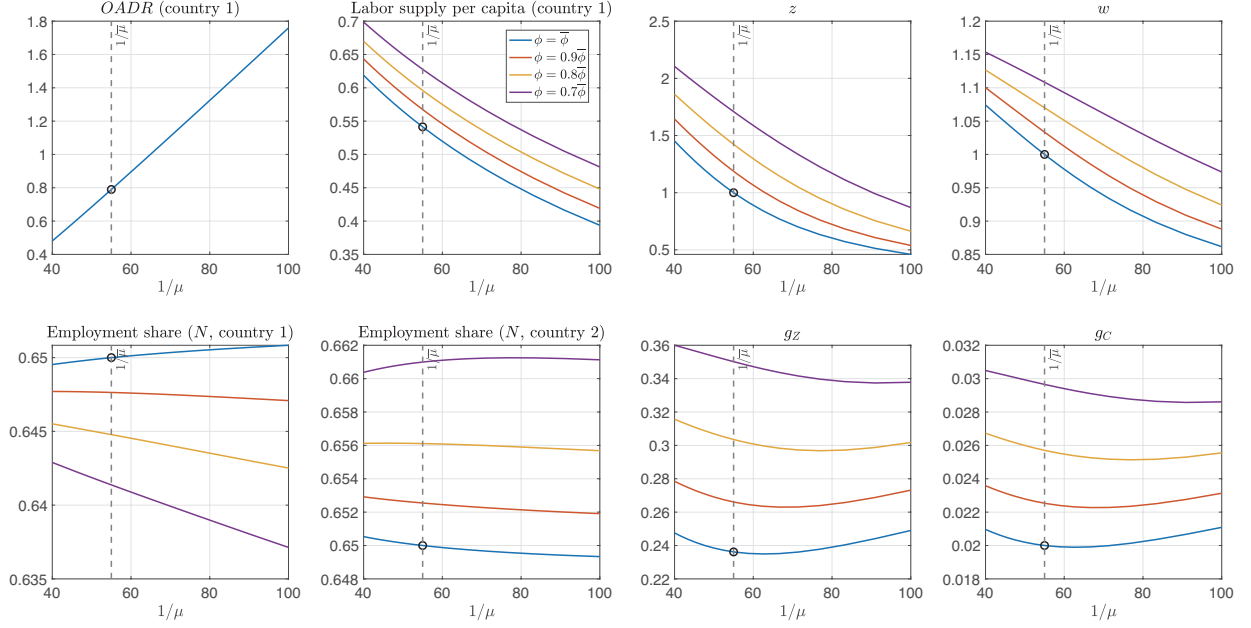 OADR (country 1)
1.8
1.6
1.4
1.2
1
0.8
0.6
0.4
40 60 80 100
1/μ
1/μ̅
Labor supply per capita (country 1)
0.7
0.65
0.6
0.55
0.5
0.45
0.4
0.35
40 60 80 100
1/μ
1/μ̅
ϕ = ϕ̅
ϕ = 0.9ϕ̅
ϕ = 0.8ϕ̅
ϕ = 0.7ϕ̅
z
2.5
2
1.5
1
0.5
40 60 80 100
1/μ
1/μ̅
w
1.2
1.15
1.1
1.05
1
0.95
0.9
0.85
40 60 80 100
1/μ
1/μ̅
Employment share (N, country 1)
0.65
0.645
0.64
0.635
40 60 80 100
1/μ
1/μ̅
Employment share (N, country 2)
0.662
0.66
0.658
0.656
0.654
0.652
0.650
0.648
40 60 80 100
1/μ
1/μ̅
g_Z
0.36
0.34
0.32
0.3
0.28
0.26
0.24
0.22
40 60 80 100
1/μ
1/μ̅
g_C
0.032
0.03
0.028
0.026
0.024
0.022
0.02
0.018
40 60 80 100
1/μ
1/μ̅